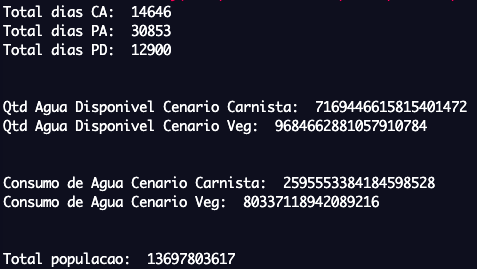 Total dias CA:  14646
Total dias PA:  30853
Total dias PD:  12900
Qtd Agua Disponivel Cenario Carnista:  7169446615815401472
Qtd Agua Disponivel Cenario Veg:  9684662881057910784
Consumo de Agua Cenario Carnista:  2595553384184598528
Consumo de Agua Cenario Veg:  80337118942089216
Total populacao:  13697803617